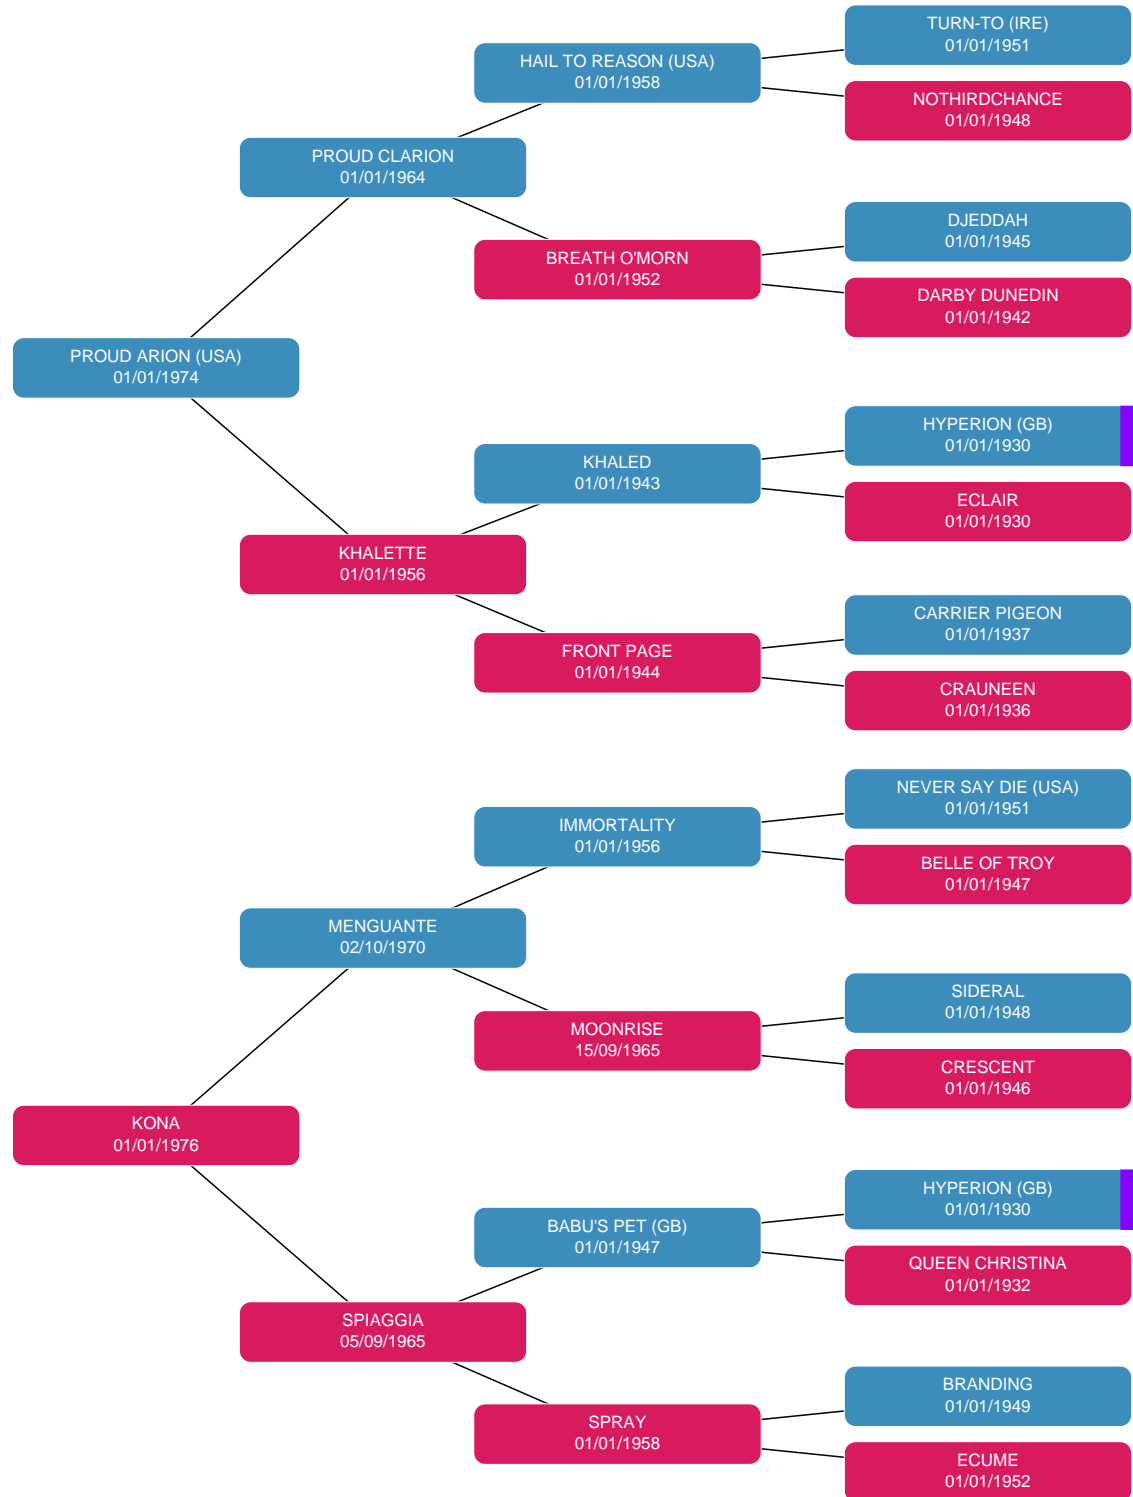 TURN-TO (IRE)
01/01/1951
HAIL TO REASON (USA)
01/01/1958
NOTHIRDCHANCE
01/01/1948
PROUD CLARION
01/01/1964
DJEDDAH
01/01/1945
BREATH O'MORN
01/01/1952
DARBY DUNEDIN
01/01/1942
PROUD ARION (USA)
01/01/1974
HYPERION (GB)
01/01/1930
KHALED
01/01/1943
ECLAIR
01/01/1930
KHALETTE
01/01/1956
CARRIER PIGEON
01/01/1937
FRONT PAGE
01/01/1944
CRAUNEEN
01/01/1936
NEVER SAY DIE (USA)
01/01/1951
IMMORTALITY
01/01/1956
BELLE OF TROY
01/01/1947
MENGUANTE
02/10/1970
SIDERAL
01/01/1948
MOONRISE
15/09/1965
CRESCENT
01/01/1946
KONA
01/01/1976
HYPERION (GB)
01/01/1930
BABU'S PET (GB)
01/01/1947
QUEEN CHRISTINA
01/01/1932
SPIAGGIA
05/09/1965
BRANDING
01/01/1949
SPRAY
01/01/1958
ECUME
01/01/1952